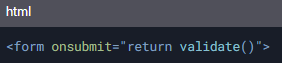 html
<form onsubmit="return validate()">